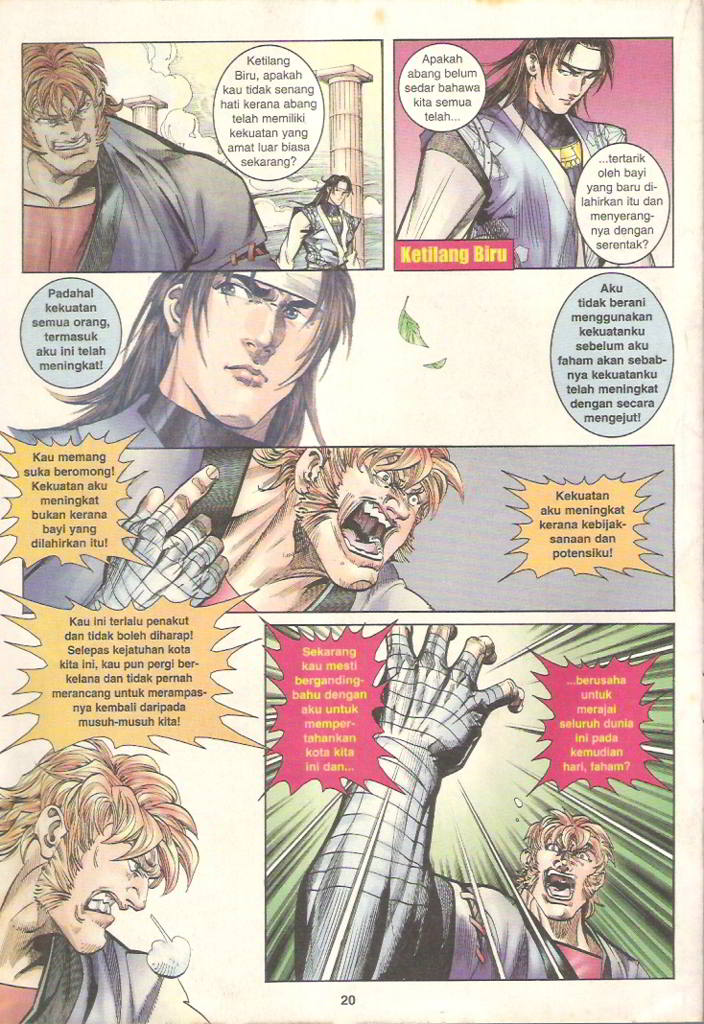 Ketilang
Biru, apakah
kau tidak senang
hati kerana abang
telah memiliki
kekuatan yang
amat luar biasa
sekarang?
Apakah
abang belum
sedar bahawa
kita semua
telah...
...tertarik
oleh bayi
yang baru di-
lahirkan itu dan
menyerang-
nya dengan
serentak?
Ketilang Biru
Padahal
kekuatan
semua orang,
termasuk
aku ini telah
meningkat!
Aku
tidak berani
menggunakan
kekuatanku
sebelum aku
faham akan sebab-
nya kekuatanku
telah meningkat
dengan secara
mengejut!
Kau memang
suka beromong!
Kekuatan aku
meningkat
bukan kerana
bayi yang
dilahirkan itu!
Kekuatan
aku meningkat
kerana kebijak-
sanaan dan
potensiku!
Kau ini terlalu penakut
dan tidak boleh diharap!
Selepas kejatuhan kota
kita ini, kau pun pergi ber-
kelana dan tidak pernah
merancang untuk merampas-
nya kembali daripada
musuh-musuh kita!
Sekarang
kau mesti
berganding-
bahu dengan
aku untuk
memper-
tahankan
kota kita
ini dan...
...berusaha
untuk
merajai
seluruh dunia
ini pada
kemudian
hari, faham?
20